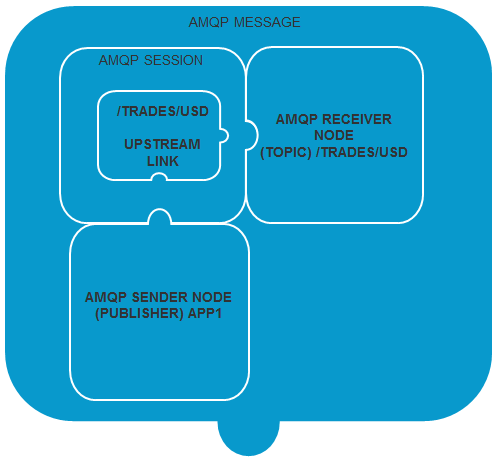 AMQP MESSAGE
AMQP SESSION
/TRADES/USD
UPSTREAM
LINK
AMQP RECEIVER
NODE
(TOPIC) /TRADES/USD
AMQP SENDER NODE
(PUBLISHER) APP1